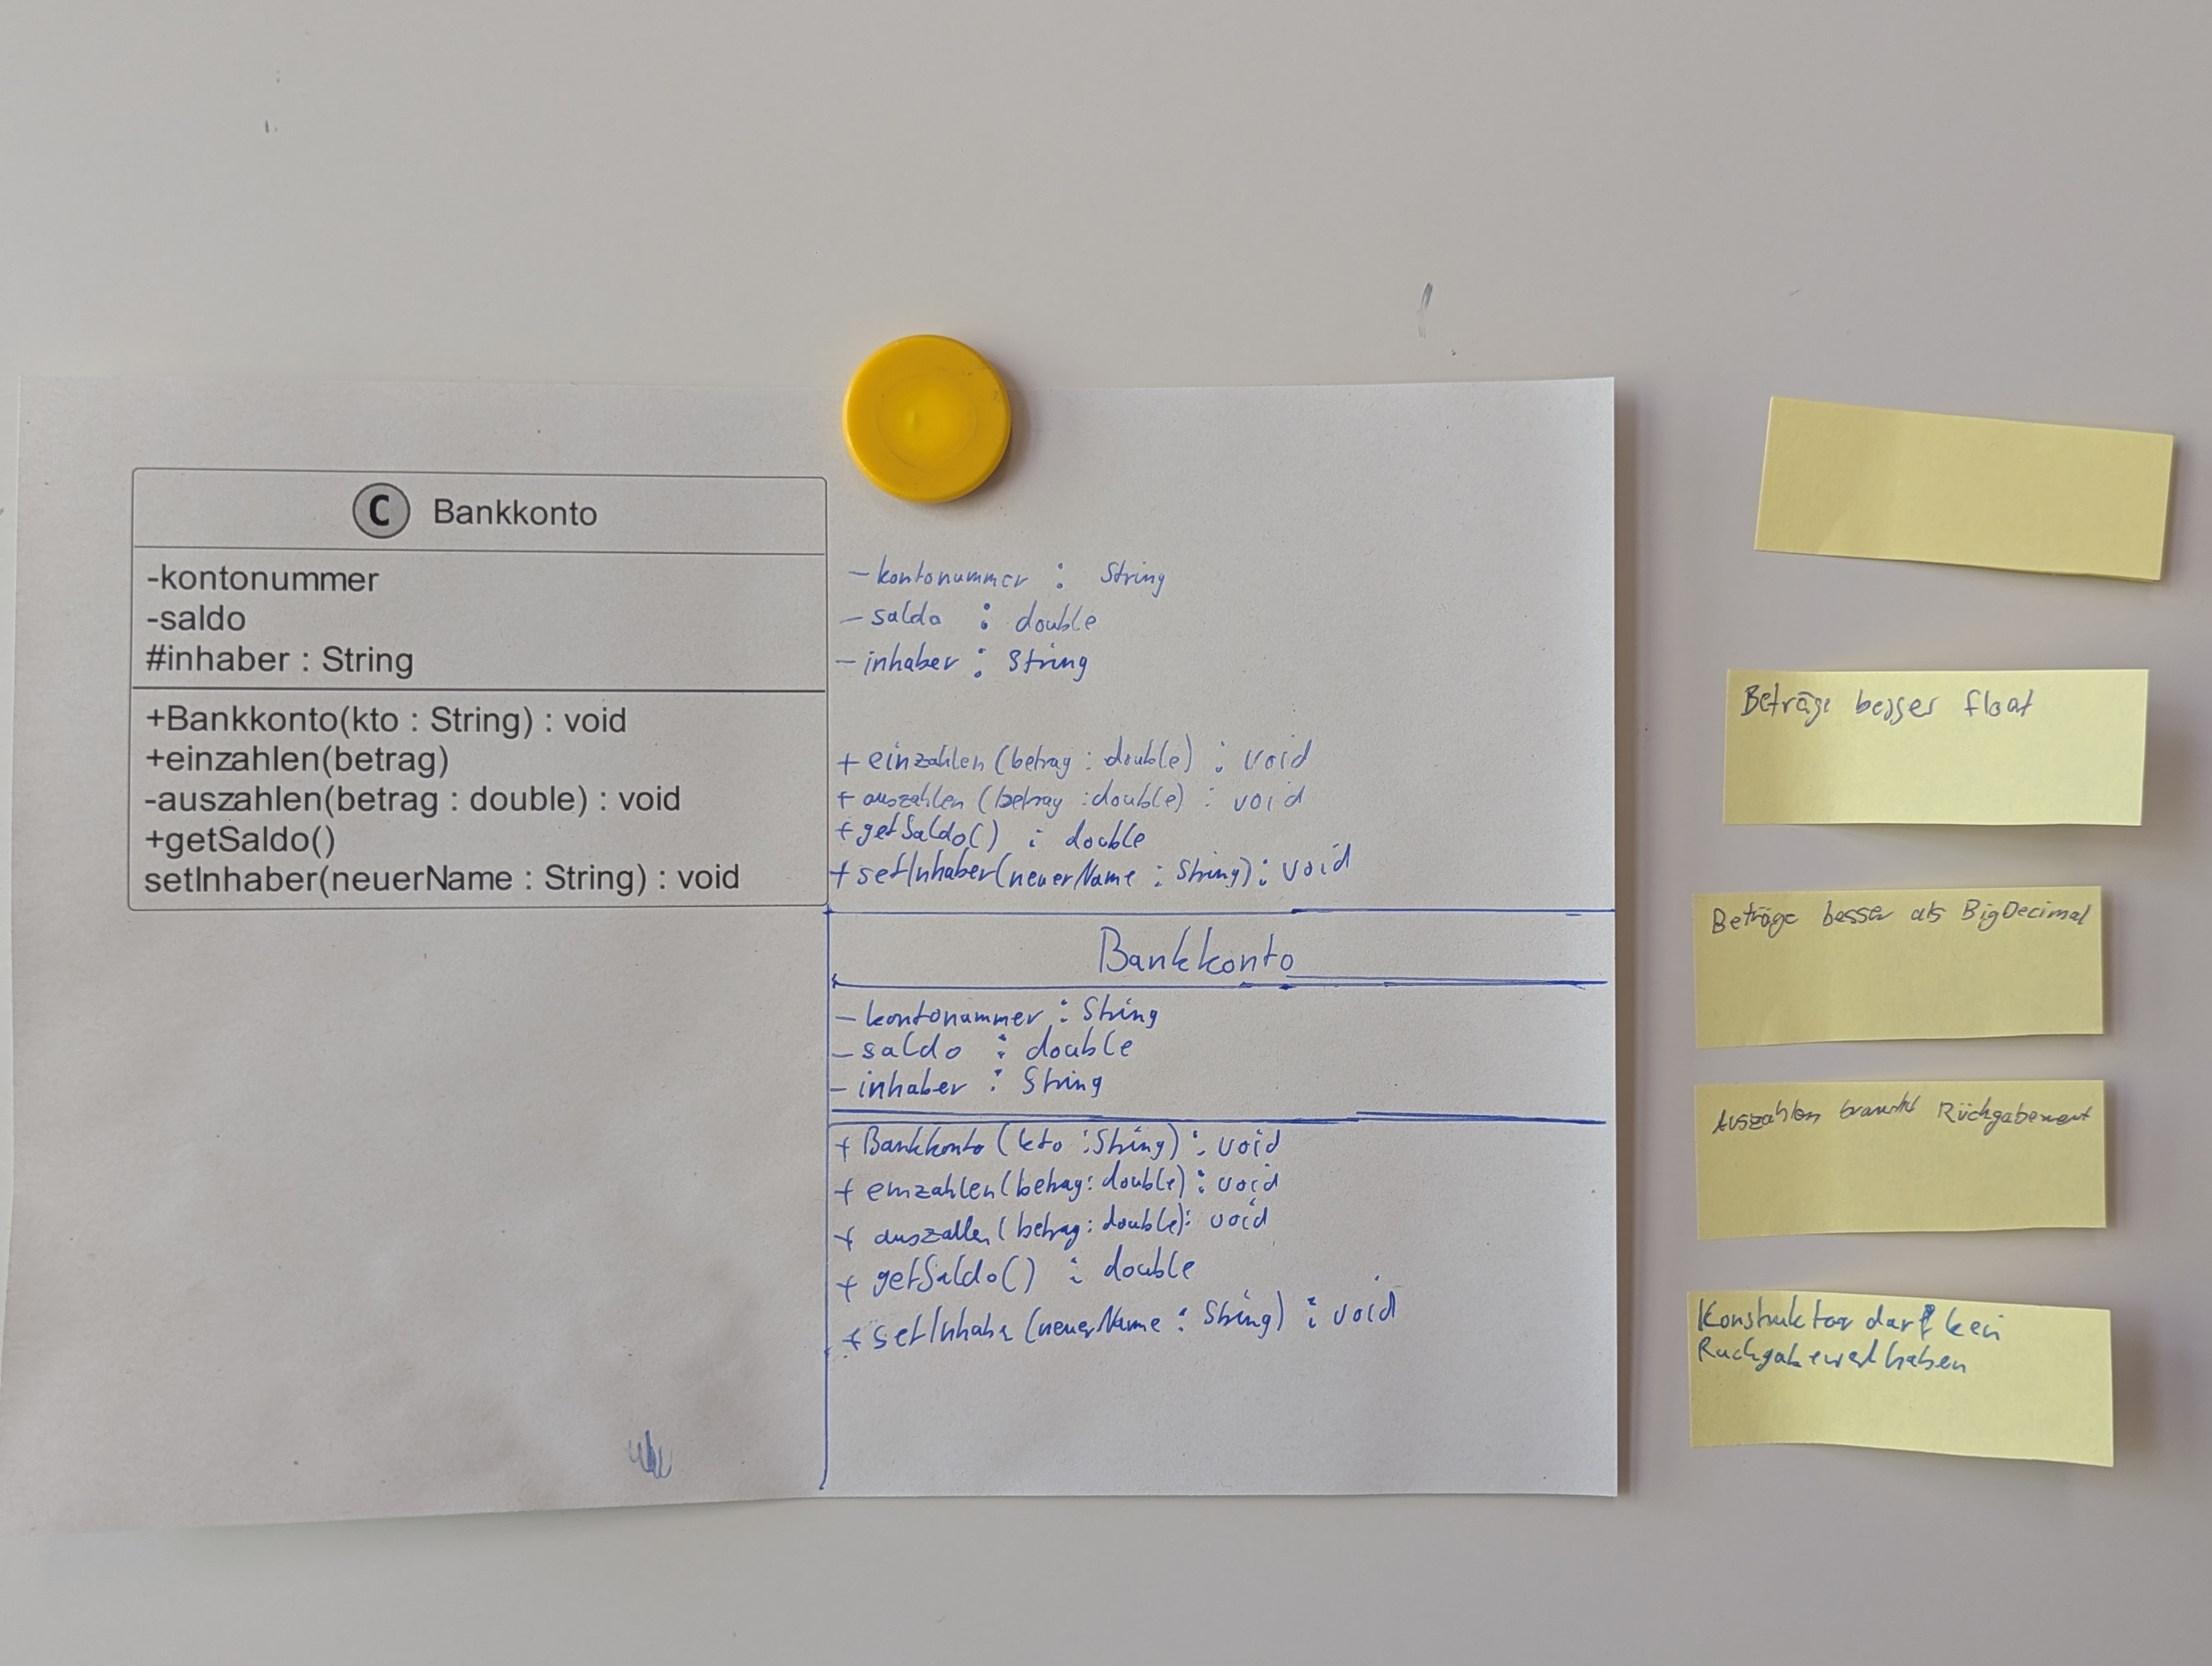 C Bankkonto
-kontonummer
-saldo
#inhaber : String
+Bankkonto(kto : String) : void
+einzahlen(betrag)
-auszahlen(betrag : double) : void
+getSaldo()
setInhaber(neuerName : String) : void
- kontonummer : String
- saldo : double
- inhaber : String
+ einzahlen (betrag : double) : void
+ auszahlen (betrag : double) : void
+ getSaldo() : double
+ setInhaber(neuerName : String) : void
Bankkonto
- kontonummer : String
- saldo : double
- inhaber : String
+ Bankkonto (kto : String) : void
+ einzahlen (betrag : double) : void
+ auszallen (betrag : double) : void
+ getSaldo() : double
+ setInhaber (neuerName : String) : void
Beträge besser float
Beträge besser als BigDecimal
Auszahlen braucht Rückgabewert
Konstruktor darf kein
Ruckgabewert haben